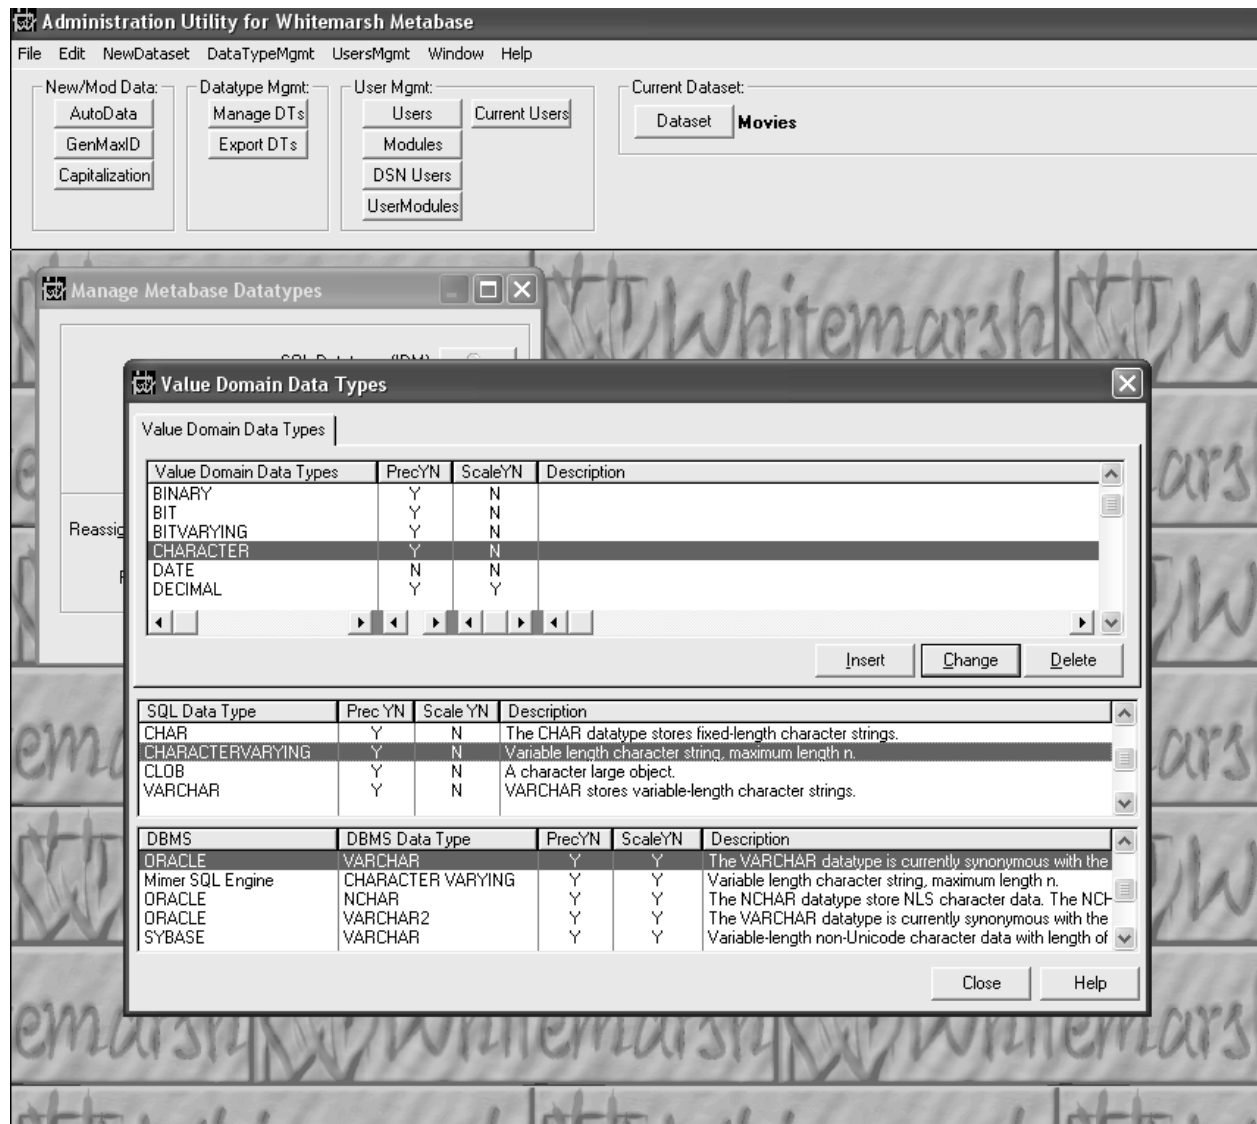 Administration Utility for Whitemarsh Metabase
File Edit NewDataset DataTypeMgmt UsersMgmt Window Help
New/Mod Data: Datatype Mgmt: User Mgmt: Current Dataset:
AutoData Manage DTs Users Current Users Dataset Movies
GenMaxID Export DTs Modules
Capitalization DSN Users
UserModules
Manage Metabase Datatypes
Whitemarsh
Value Domain Data Types
Value Domain Data Types
Value Domain Data Types PrecYN ScaleYN Description
BINARY Y N
BIT Y N
BITVARYING Y N
Reassig
CHARACTER Y N
DATE N N
DECIMAL Y Y
Insert Change Delete
SQL Data Type Prec YN Scale YN Description
CHAR Y N The CHAR datatype stores fixed-length character strings.
CHARACTERVARYING Y N Variable length character string, maximum length n.
CLOB Y N A character large object.
VARCHAR Y N VARCHAR stores variable-length character strings.
DBMS DBMS Data Type PrecYN ScaleYN Description
ORACLE VARCHAR Y Y The VARCHAR datatype is currently synonymous with the
Mimer SQL Engine CHARACTER VARYING Y Y Variable length character string, maximum length n.
ORACLE NCHAR Y Y The NCHAR datatype store NLS character data. The NCH
ORACLE VARCHAR2 Y Y The VARCHAR datatype is currently synonymous with the
SYBASE VARCHAR Y Y Variable-length non-Unicode character data with length of
Close Help